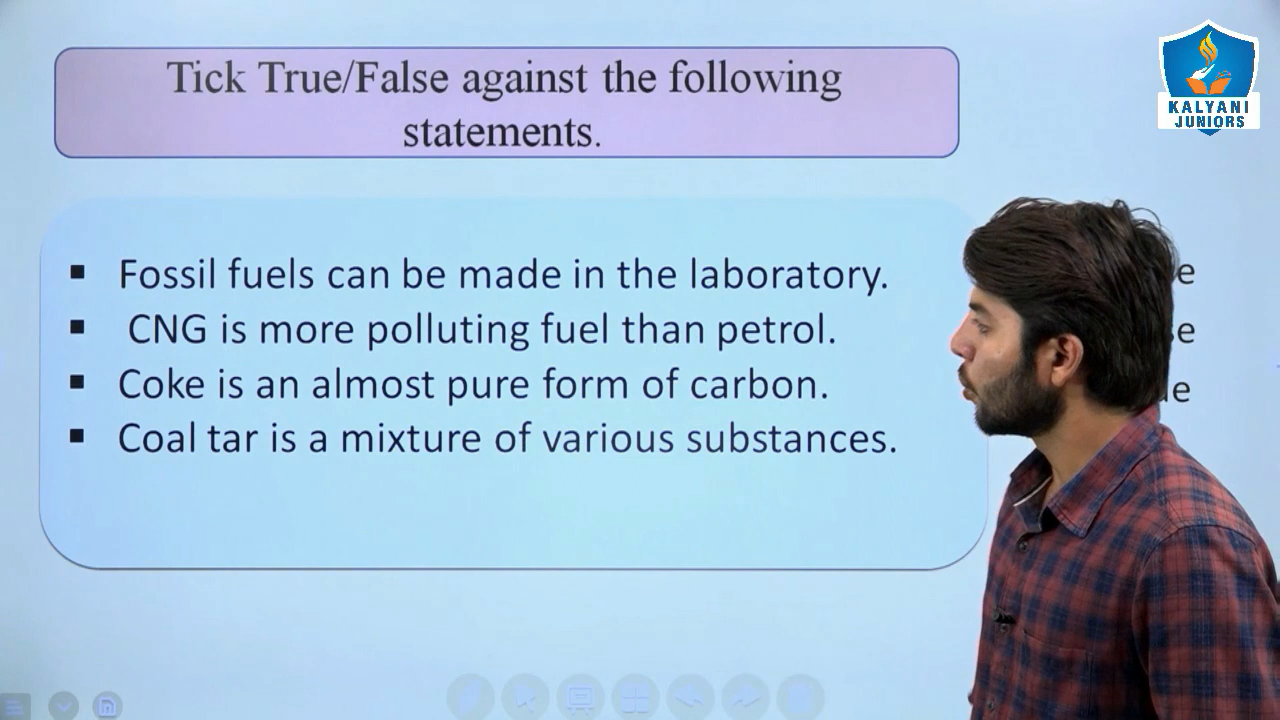 Tick True/False against the following
statements.
▪ Fossil fuels can be made in the laboratory.
▪ CNG is more polluting fuel than petrol.
▪ Coke is an almost pure form of carbon.
▪ Coal tar is a mixture of various substances.
KALYANI
JUNIORS